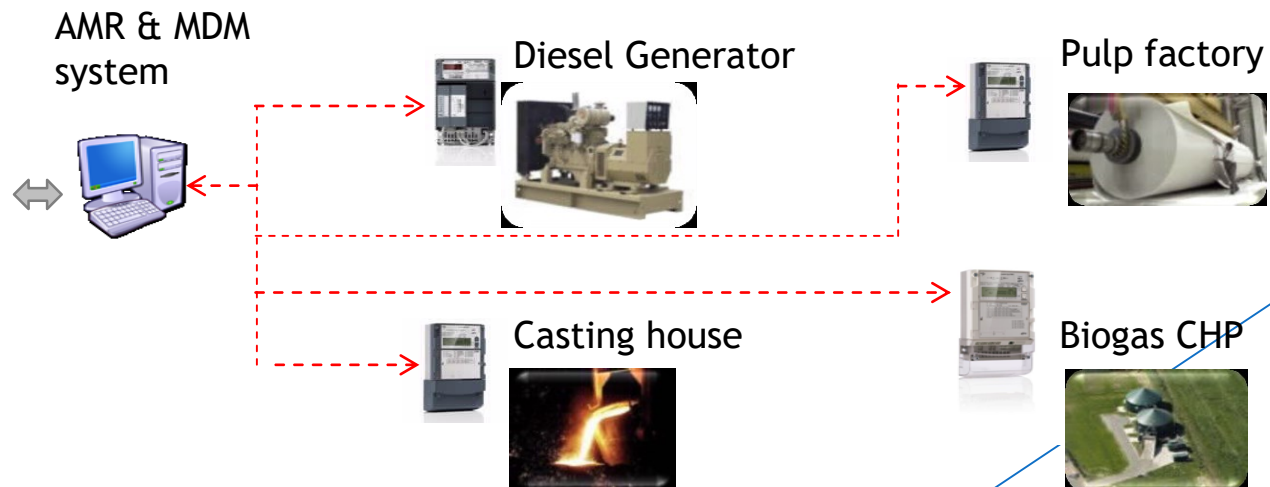 AMR & MDM
system
Diesel Generator
Pulp factory
Casting house
Biogas CHP